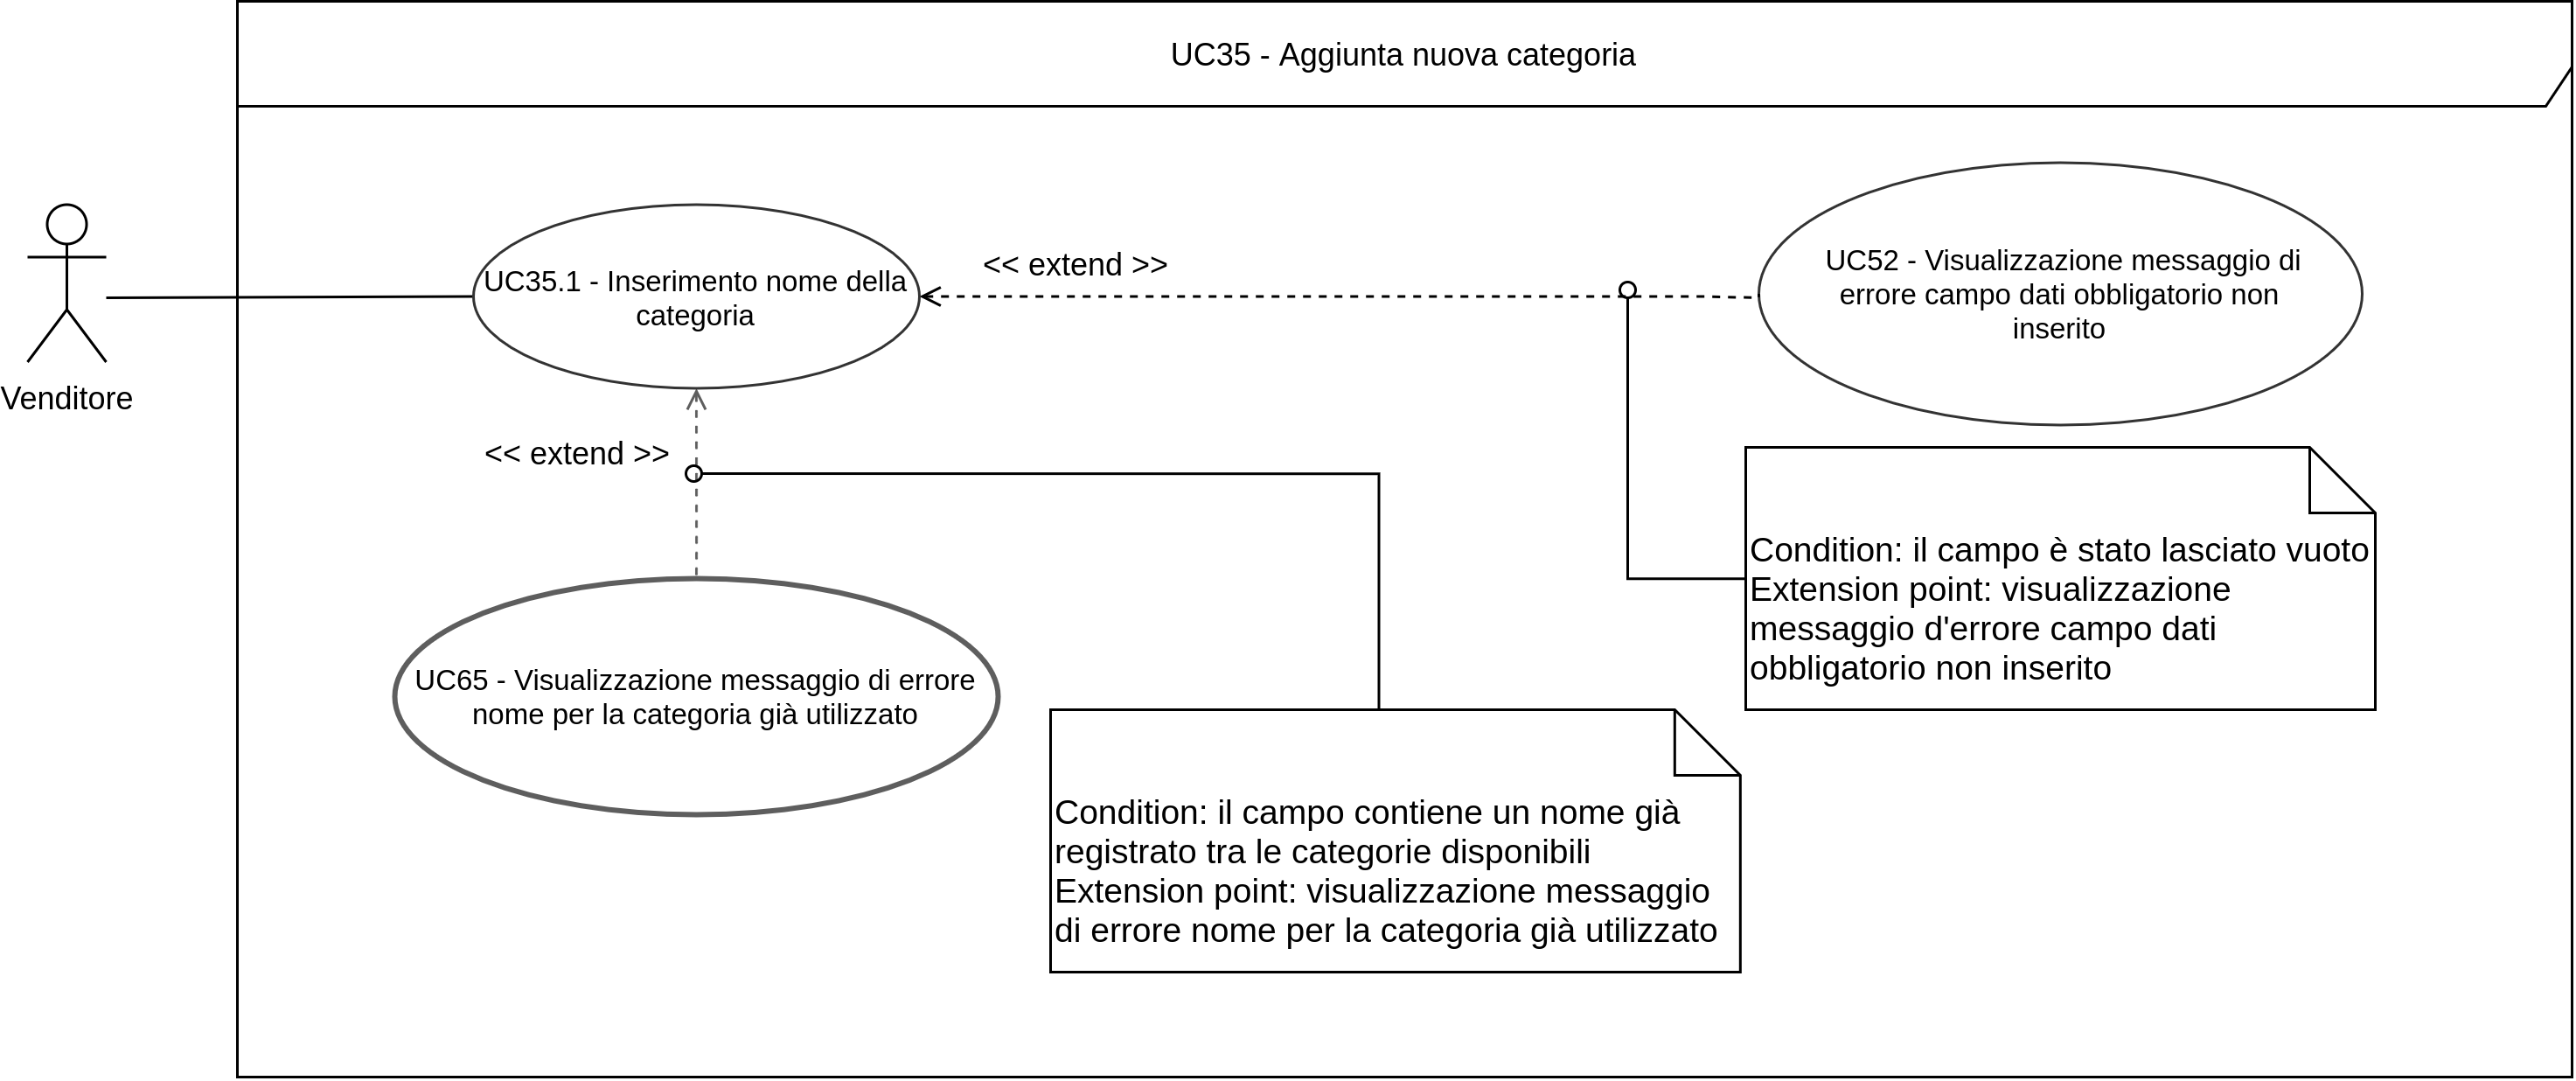 UC35 - Aggiunta nuova categoria
Venditore
UC35.1 - Inserimento nome della
categoria
<< extend >>
UC52 - Visualizzazione messaggio di
errore campo dati obbligatorio non
inserito
<< extend >>
Condition: il campo è stato lasciato vuoto
Extension point: visualizzazione
messaggio d'errore campo dati
obbligatorio non inserito
UC65 - Visualizzazione messaggio di errore
nome per la categoria già utilizzato
Condition: il campo contiene un nome già
registrato tra le categorie disponibili
Extension point: visualizzazione messaggio
di errore nome per la categoria già utilizzato